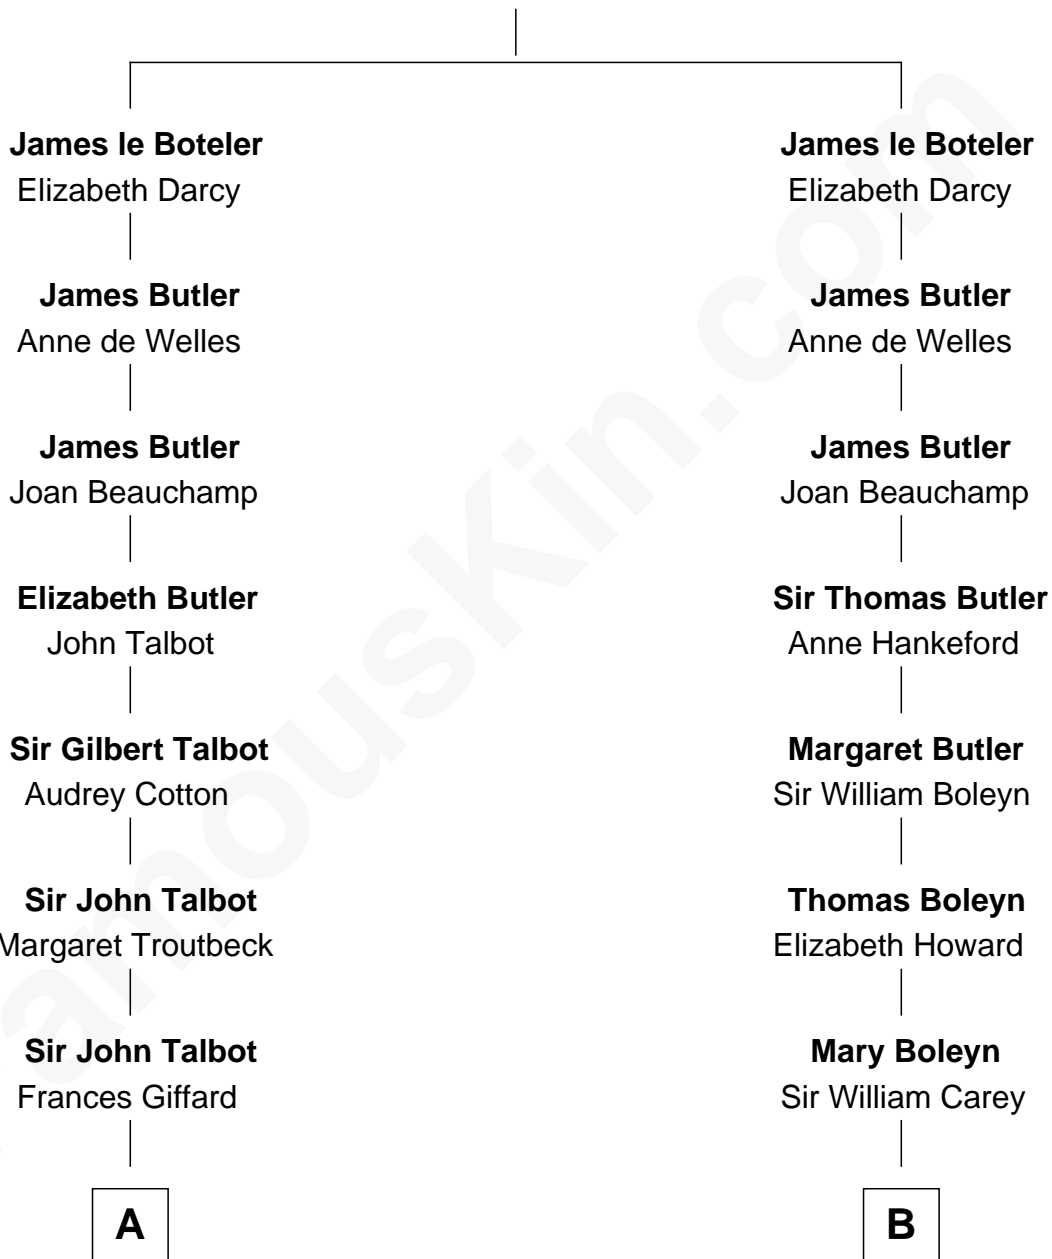 James le Boteler
Elizabeth Darcy
James Butler
Anne de Welles
James Butler
Joan Beauchamp
Elizabeth Butler
John Talbot
Sir Gilbert Talbot
Audrey Cotton
Sir John Talbot
Margaret Troutbeck
Sir John Talbot
Frances Giffard
A
James le Boteler
Elizabeth Darcy
James Butler
Anne de Welles
James Butler
Joan Beauchamp
Sir Thomas Butler
Anne Hankeford
Margaret Butler
Sir William Boleyn
Thomas Boleyn
Elizabeth Howard
Mary Boleyn
Sir William Carey
B
amousKin.com